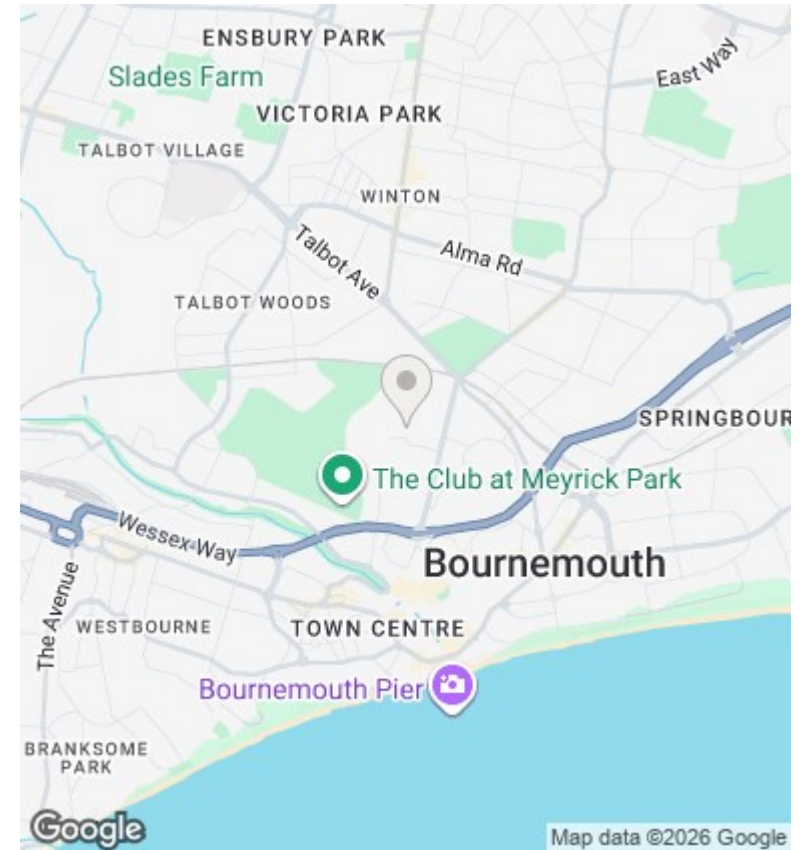 ENSBURY PARK
Slades Farm
East Way
VICTORIA PARK
TALBOT VILLAGE
WINTON
Talbot Ave
Alma Rd
TALBOT WOODS
SPRINGBOUR
The Club at Meyrick Park
Wessex Way
Bournemouth
The Avenue
WESTBOURNE
TOWN CENTRE
Bournemouth Pier
BRANKSOME
PARK
Google
Map data ©2026 Google